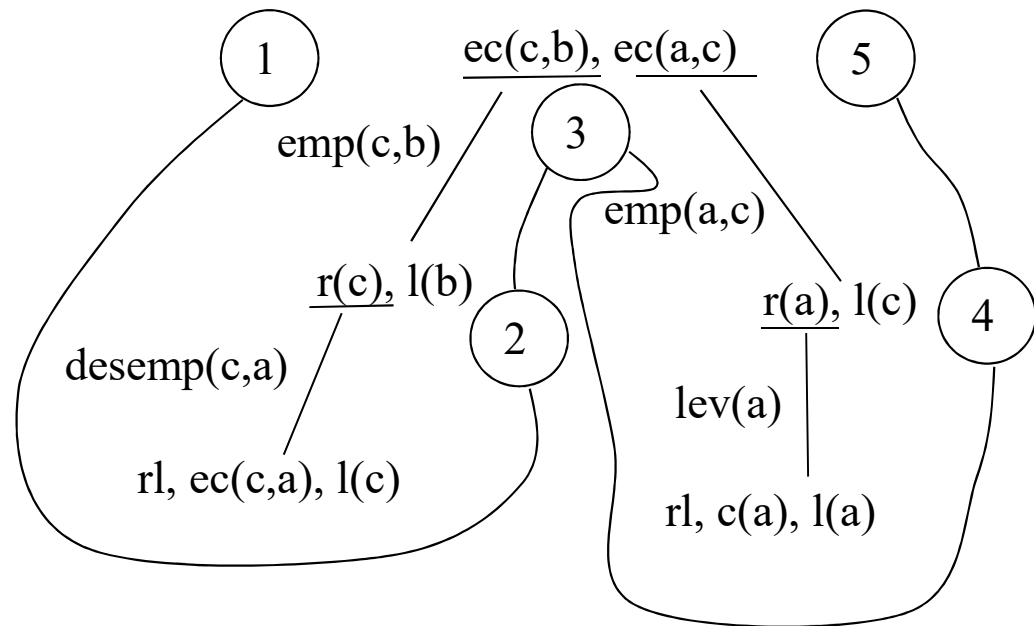 1
ec(c,b), ec(a,c)
5
3
emp(c,b)
emp(a,c)
r(c), l(b)
r(a), l(c)
2
4
desemp(c,a)
lev(a)
rl, ec(c,a), l(c)
rl, c(a), l(a)